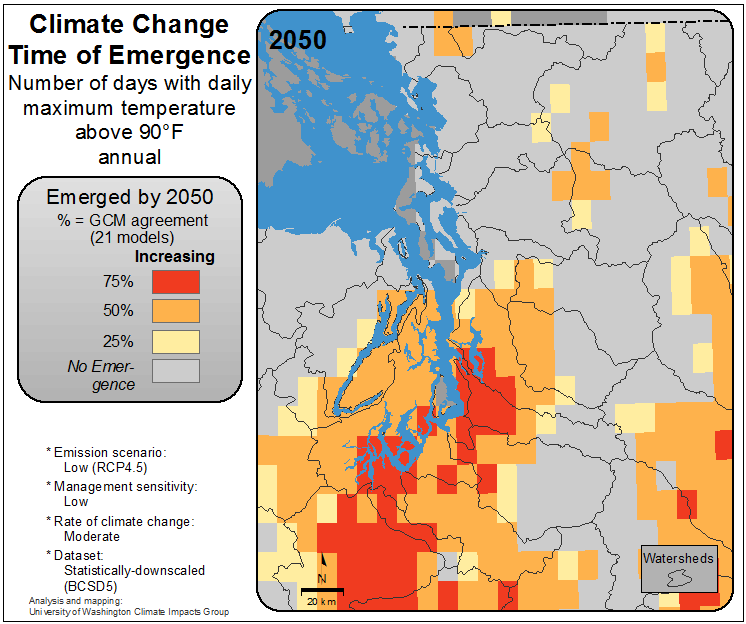 Climate Change
Time of Emergence
Number of days with daily
maximum temperature
above 90°F
annual
Emerged by 2050
% = GCM agreement
(21 models)
Increasing
75%
50%
25%
No Emer-
gence
* Emission scenario:
Low (RCP4.5)
* Management sensitivity:
Low
* Rate of climate change:
Moderate
* Dataset:
Statistically-downscaled
(BCSD5)
Analysis and mapping:
University of Washington Climate Impacts Group
2050
N
20 km
Watersheds